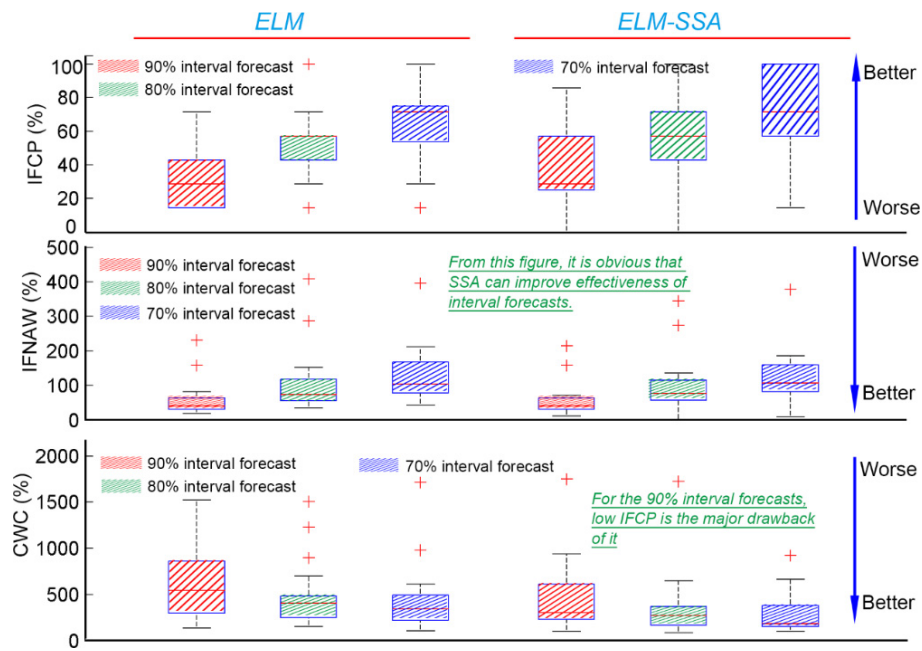 ELM
ELM-SSA
IFCP (%)
100
80
60
40
20
0
90% interval forecast
80% interval forecast
70% interval forecast
Better
Worse
IFNAW (%)
500
400
300
200
100
0
90% interval forecast
80% interval forecast
70% interval forecast
From this figure, it is obvious that
SSA can improve effectiveness of
interval forecasts.
Worse
Better
CWC (%)
2000
1500
1000
500
0
90% interval forecast
80% interval forecast
70% interval forecast
For the 90% interval forecasts,
low IFCP is the major drawback
of it
Worse
Better